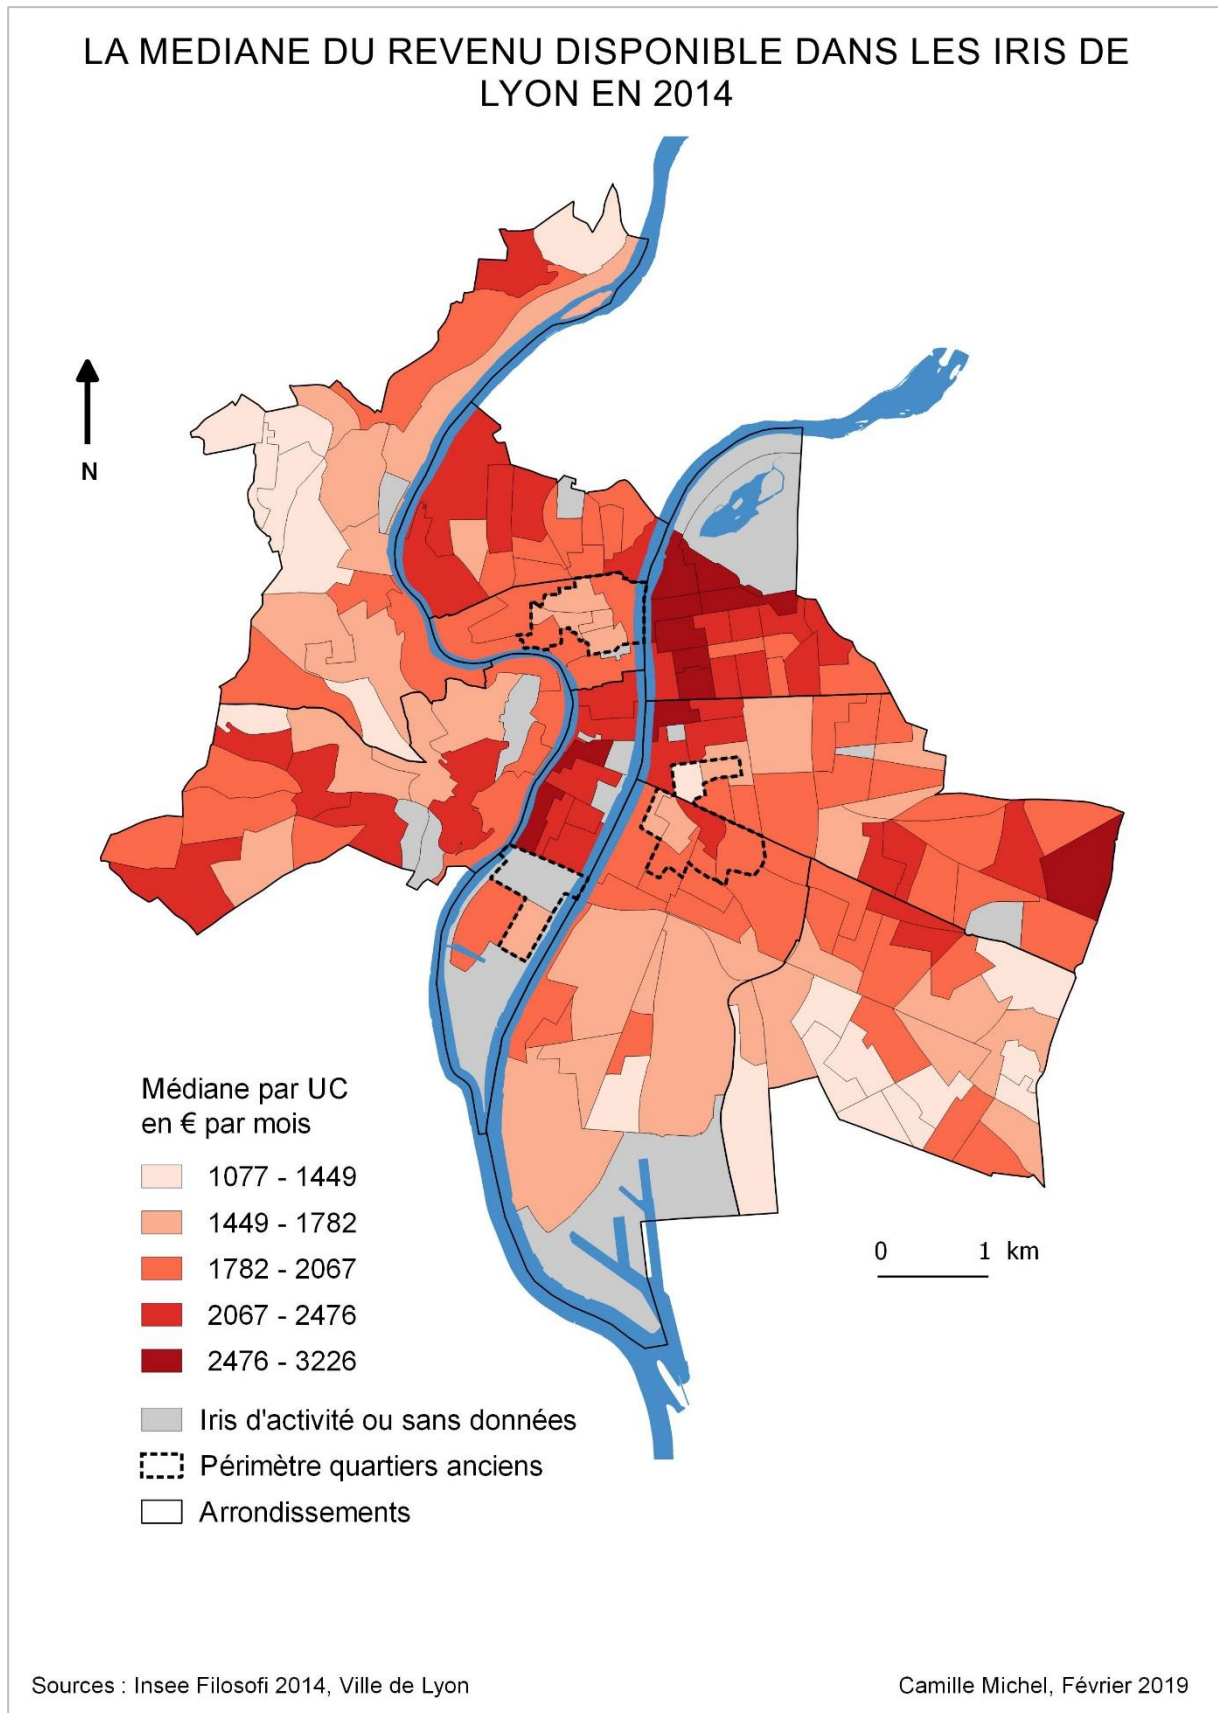 LA MEDIANE DU REVENU DISPONIBLE DANS LES IRIS DE
LYON EN 2014
N
Médiane par UC
en € par mois
1077 - 1449
1449 - 1782
1782 - 2067
2067 - 2476
2476 - 3226
Iris d'activité ou sans données
Périmètre quartiers anciens
Arrondissements
0 1 km
Sources : Insee Filosofi 2014, Ville de Lyon
Camille Michel, Février 2019